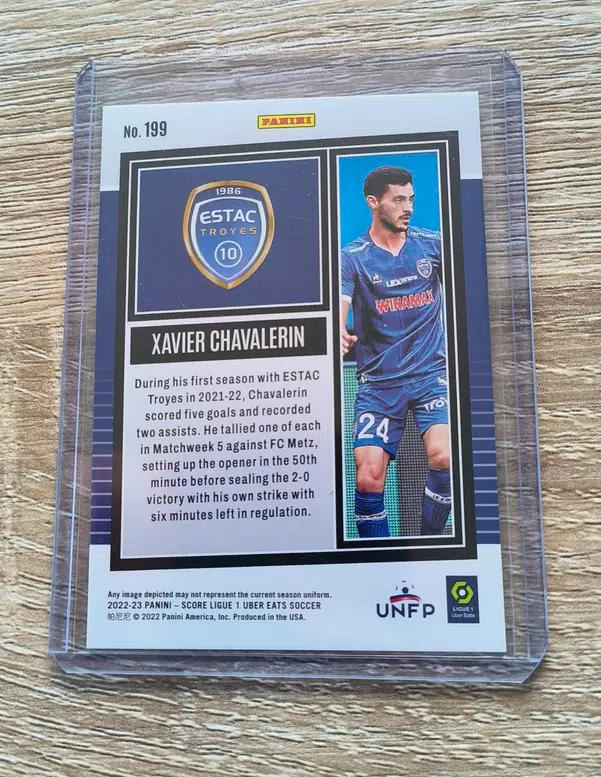 No. 199
PANINI
1986
ESTAC
TROYES
10
WINAMAX
24
XAVIER CHAVALERIN
During his first season with ESTAC
Troyes in 2021-22, Chavalerin
scored five goals and recorded
two assists. He tallied one of each
in Matchweek 5 against FC Metz,
setting up the opener in the 50th
minute before sealing the 2-0
victory with his own strike with
six minutes left in regulation.
Any image depicted may not represent the current season uniform.
2022-23 PANINI – SCORE LIGUE 1 UBER EATS SOCCER
帕尼尼 © 2022 Panini America, Inc. Produced in the USA.
UNFP
LIGUE 1
Uber Eats